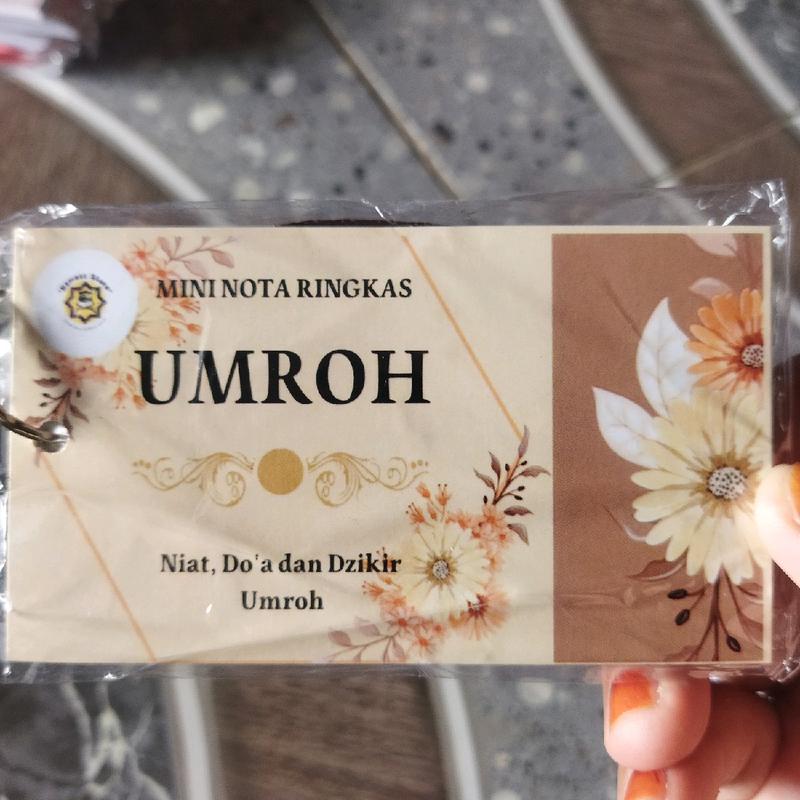 MINI NOTA RINGKAS
UMROH
Niat, Do'a dan Dzikir
Umroh